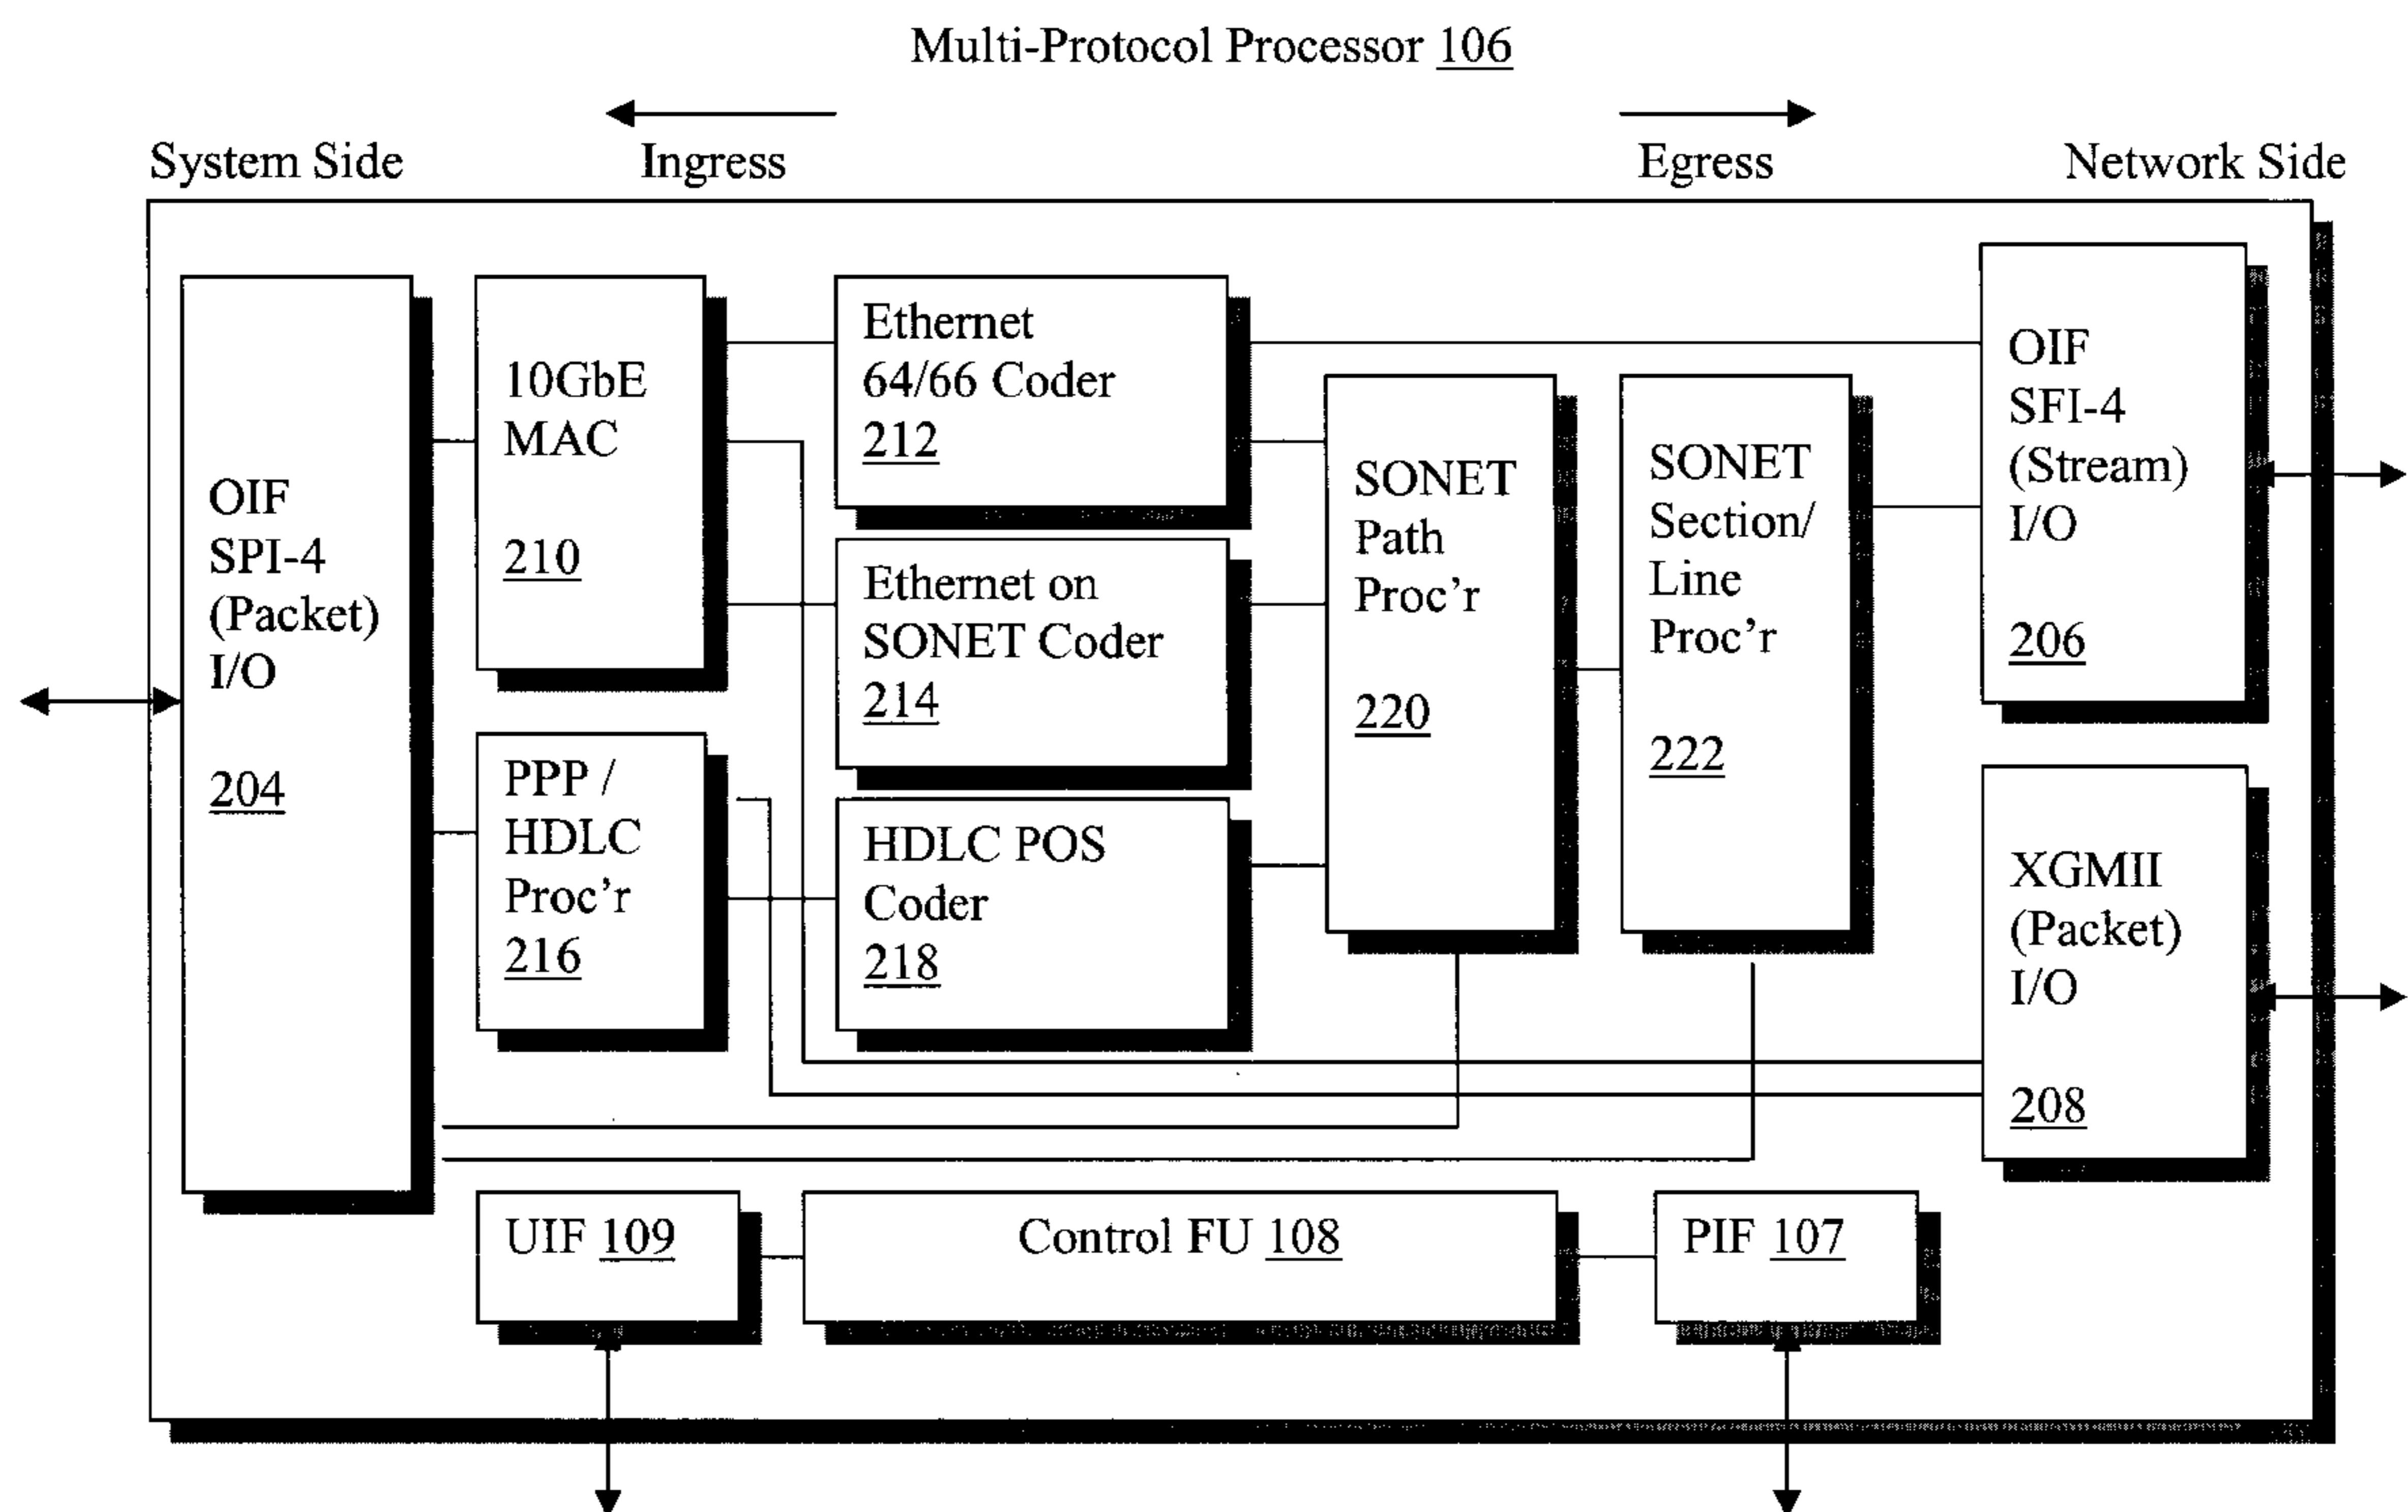 Multi-Protocol Processor 106
System Side
Ingress
Egress
Network Side
OIF
SPI-4
(Packet)
I/O
204
10GbE
MAC
210
PPP /
HDLC
Proc'r
216
Ethernet
64/66 Coder
212
Ethernet on
SONET Coder
214
HDLC POS
Coder
218
SONET
Path
Proc'r
220
SONET
Section/
Line
Proc'r
222
OIF
SFI-4
(Stream)
I/O
206
XGMII
(Packet)
I/O
208
UIF 109
Control FU 108
PIF 107